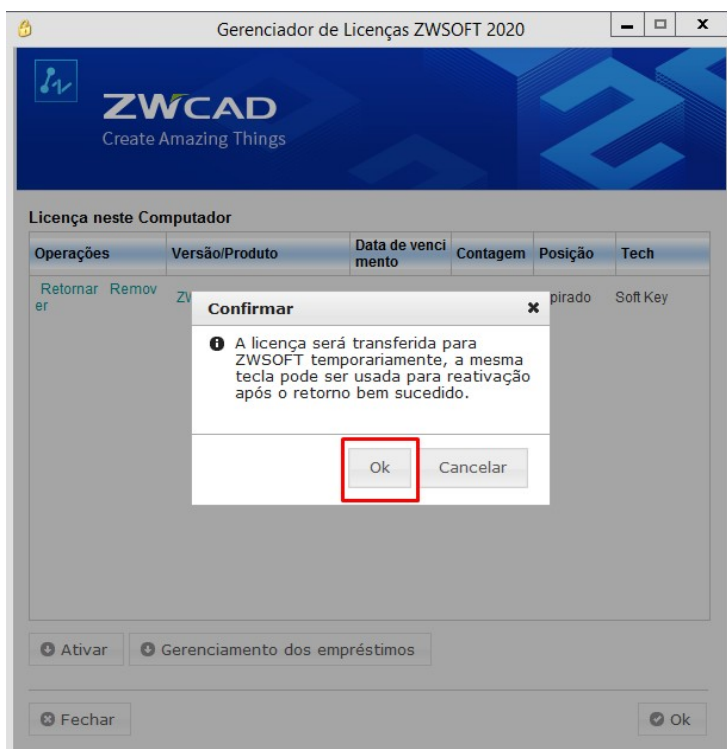 Gerenciador de Licenças ZWSOFT 2020
ZWCAD
Create Amazing Things
Licença neste Computador
Operações Versão/Produto Data de venci Contagem Posição Tech
mento
Retornar Remov
er
pirado Soft Key
Confirmar
A licença será transferida para
ZWSOFT temporariamente, a mesma
tecla pode ser usada para reativação
após o retorno bem sucedido.
Ok Cancelar
Ativar Gerenciamento dos empréstimos
Fechar Ok